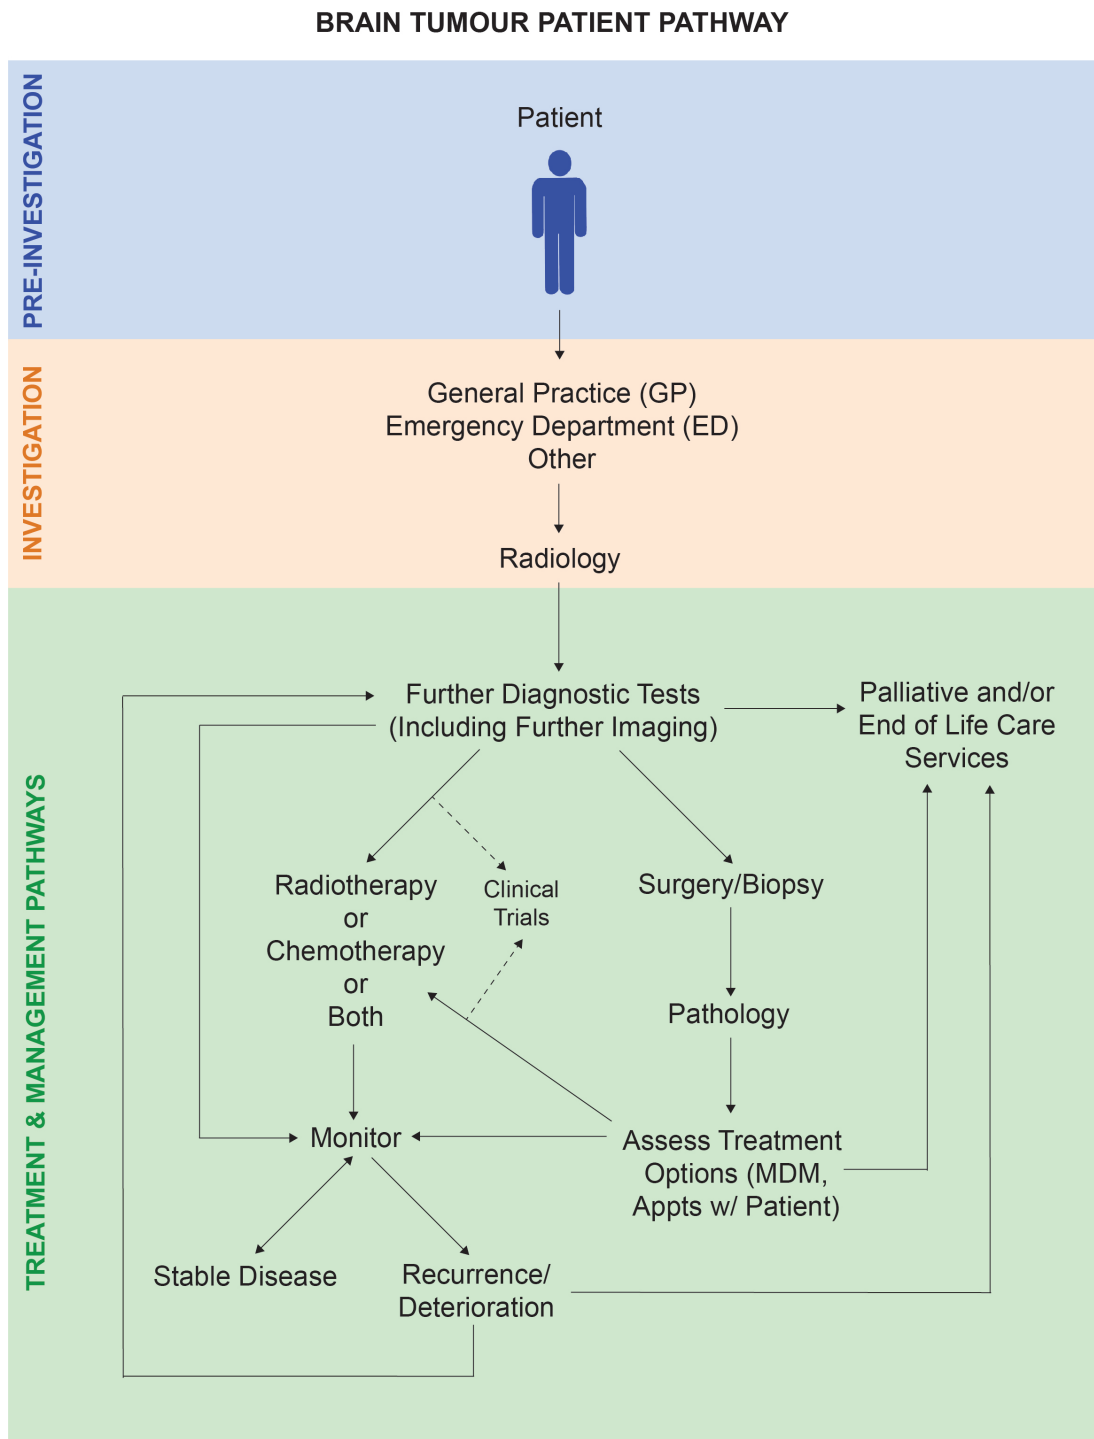 BRAIN TUMOUR PATIENT PATHWAY
PRE-INVESTIGATION
Patient
INVESTIGATION
General Practice (GP)
Emergency Department (ED)
Other
Radiology
TREATMENT & MANAGEMENT PATHWAYS
Further Diagnostic Tests
(Including Further Imaging)
Palliative and/or
End of Life Care
Services
Radiotherapy
or
Chemotherapy
or
Both
Clinical
Trials
Surgery/Biopsy
Pathology
Monitor
Assess Treatment
Options (MDM,
Appts w/ Patient)
Stable Disease
Recurrence/
Deterioration